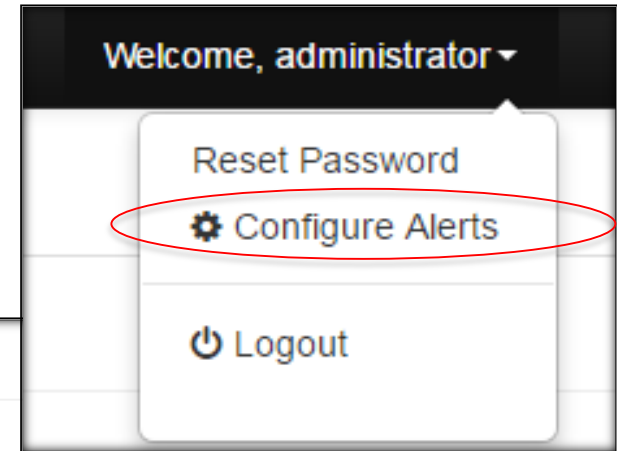 Welcome, administrator
Reset Password
Configure Alerts
Logout